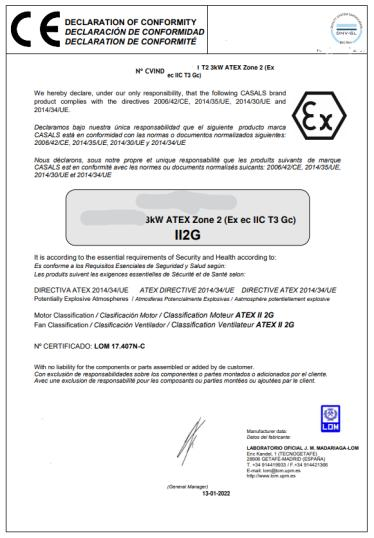 CE
DECLARATION OF CONFORMITY
DECLARACIÓN DE CONFORMIDAD
DECLARATION DE CONFORMITÉ
DNV·GL
Nº CVIND T2 3kW ATEX Zone 2 (Ex
ec IIC T3 Gc)
We hereby declare, under our only responsibility, that the following CASALS brand
product complies with the directives 2006/42/CE, 2014/35/UE, 2014/30/UE and
2014/34/UE.
Declaramos bajo nuestra única responsabilidad que el siguiente producto marca
CASALS está en conformidad con las normas o documentos normalizados siguientes:
2006/42/CE, 2014/35/UE, 2014/30/UE y 2014/34/UE
Nous déclarons, sous notre propre et unique responsabilité que les produits suivants de marque
CASALS est en conformité avec les normes ou documents normalisés suicants: 2006/42/CE, 2014/35/UE,
2014/30/UE et 2014/34/UE
Ex
3kW ATEX Zone 2 (Ex ec IIC T3 Gc)
II2G
It is according to the essential requirements of Security and Health according to:
Es conforme a los Requisitos Esenciales de Seguridad y Salud según:
Les produits suivent les exigences essentielles de Sécurité et de Santé selon:
DIRECTIVA ATEX 2014/34/UE ATEX DIRECTIVE 2014/34/UE DIRECTIVE ATEX 2014/34/UE
Potentially Explosive Atmospheres / Atmosferas Potencialmente Explosivas / Aatmosphère potentiellement explosive
Motor Classification / Clasificación Motor / Classification Moteur ATEX II 2G
Fan Classification / Clasificación Ventilador / Classification Ventilateur ATEX II 2G
Nº CERTIFICADO: LOM 17.407N-C
With no liability for the components or parts assembled or added by de customer.
Con exclusión de responsabilidades sobre los componentes o partes montados o adicionados por el cliente.
Avec une exclusion de responsabilité pour les composants ou parties montées ou ajoutées par le client.
LOM
Manufacturer data:
Datos del fabricante:
LABORATORIO OFICIAL J. M. MADARIAGA-LOM
Eric Kandel, 1 (TECNOGETAFE)
28906 GETAFE-MADRID (ESPAÑA)
T. +34 914419933 / F.+34 914421366
E-mail: lom@lom.upm.es
http://www.lom.upm.es
(General Manager)
13-01-2022